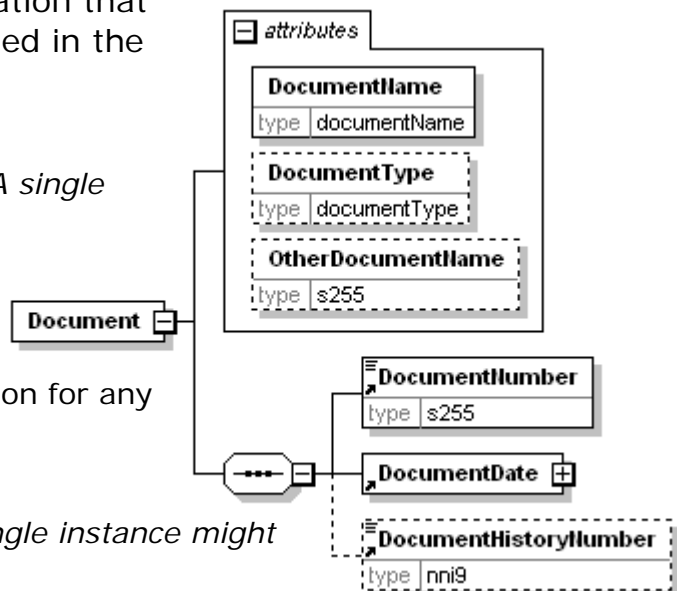 ation that
ed in the
A single
on for any
ngle instance might
attributes
DocumentName
type documentName
DocumentType
type documentType
OtherDocumentName
type s255
Document
DocumentNumber
type s255
DocumentDate
DocumentHistoryNumber
type nni9